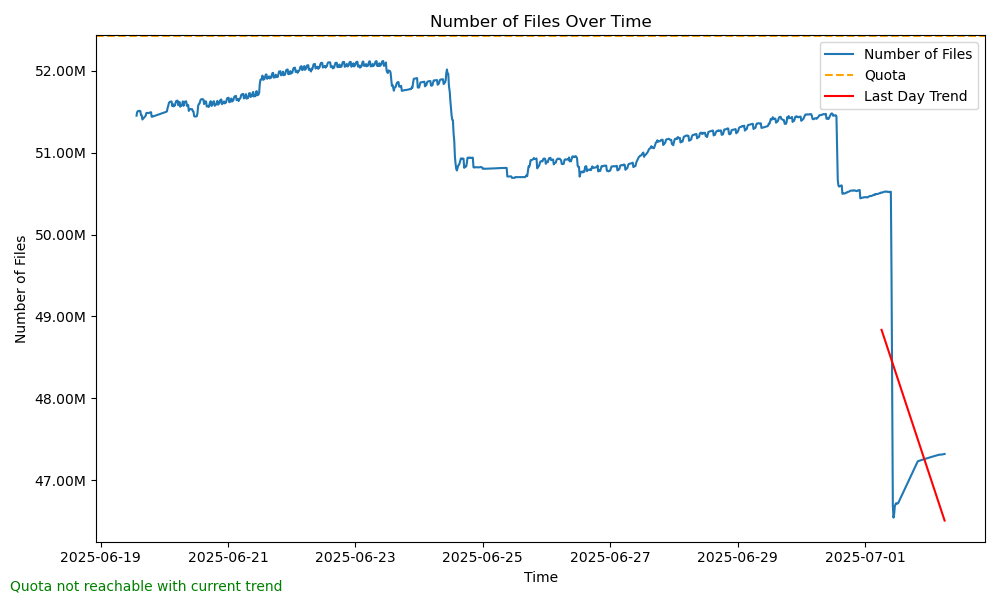 Number of Files Over Time
Number of Files
Quota
Last Day Trend
52.00M
51.00M
50.00M
49.00M
48.00M
47.00M
Number of Files
2025-06-19
2025-06-21
2025-06-23
2025-06-25
2025-06-27
2025-06-29
2025-07-01
Time
Quota not reachable with current trend